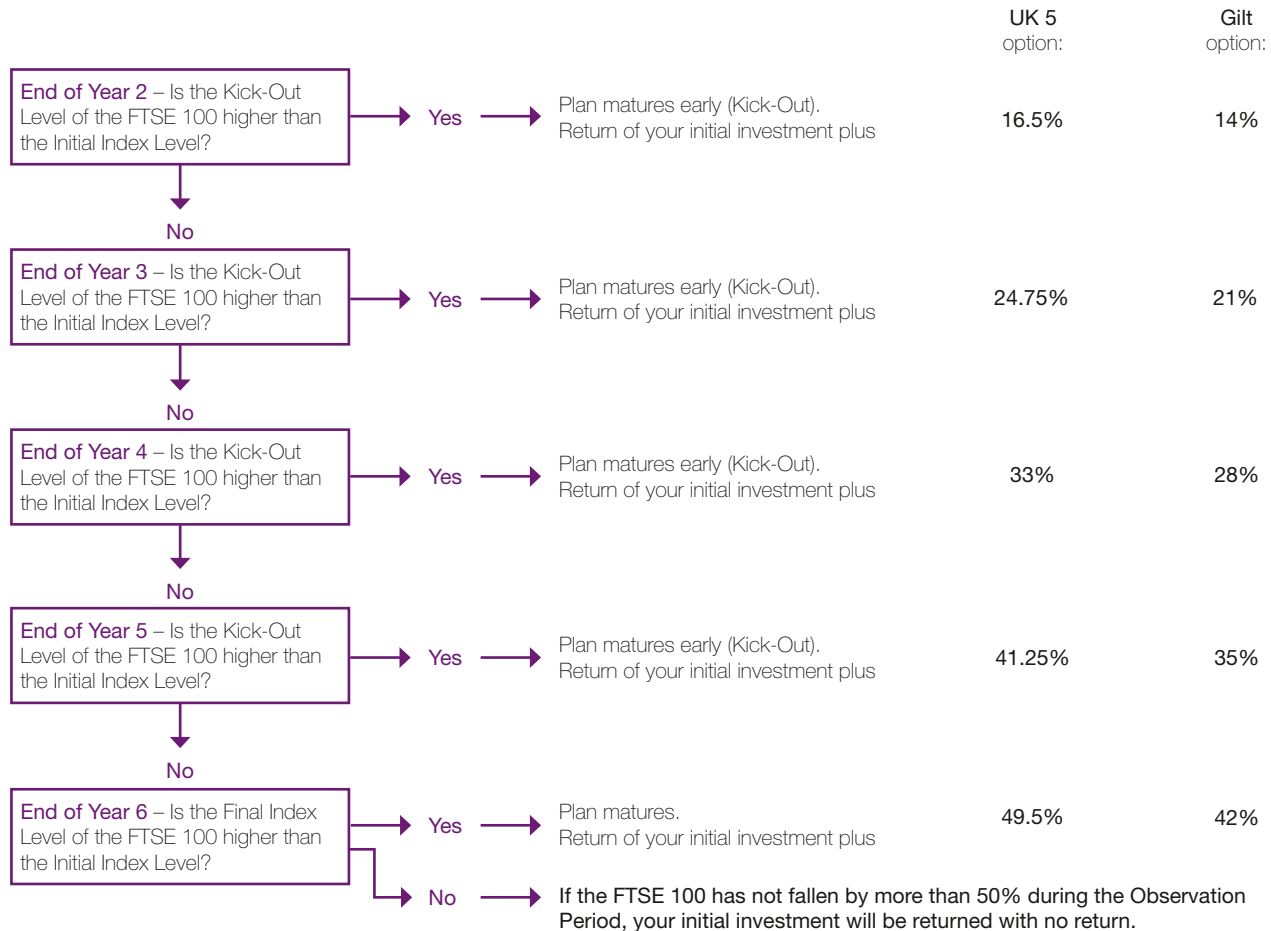 UK 5
option:
Gilt
option:
End of Year 2 – Is the Kick-Out
Level of the FTSE 100 higher than
the Initial Index Level?
Yes
Plan matures early (Kick-Out).
Return of your initial investment plus
16.5%
14%
No
End of Year 3 – Is the Kick-Out
Level of the FTSE 100 higher than
the Initial Index Level?
Yes
Plan matures early (Kick-Out).
Return of your initial investment plus
24.75%
21%
No
End of Year 4 – Is the Kick-Out
Level of the FTSE 100 higher than
the Initial Index Level?
Yes
Plan matures early (Kick-Out).
Return of your initial investment plus
33%
28%
No
End of Year 5 – Is the Kick-Out
Level of the FTSE 100 higher than
the Initial Index Level?
Yes
Plan matures early (Kick-Out).
Return of your initial investment plus
41.25%
35%
No
End of Year 6 – Is the Final Index
Level of the FTSE 100 higher than
the Initial Index Level?
Yes
Plan matures.
Return of your initial investment plus
49.5%
42%
No
If the FTSE 100 has not fallen by more than 50% during the Observation
Period, your initial investment will be returned with no return.